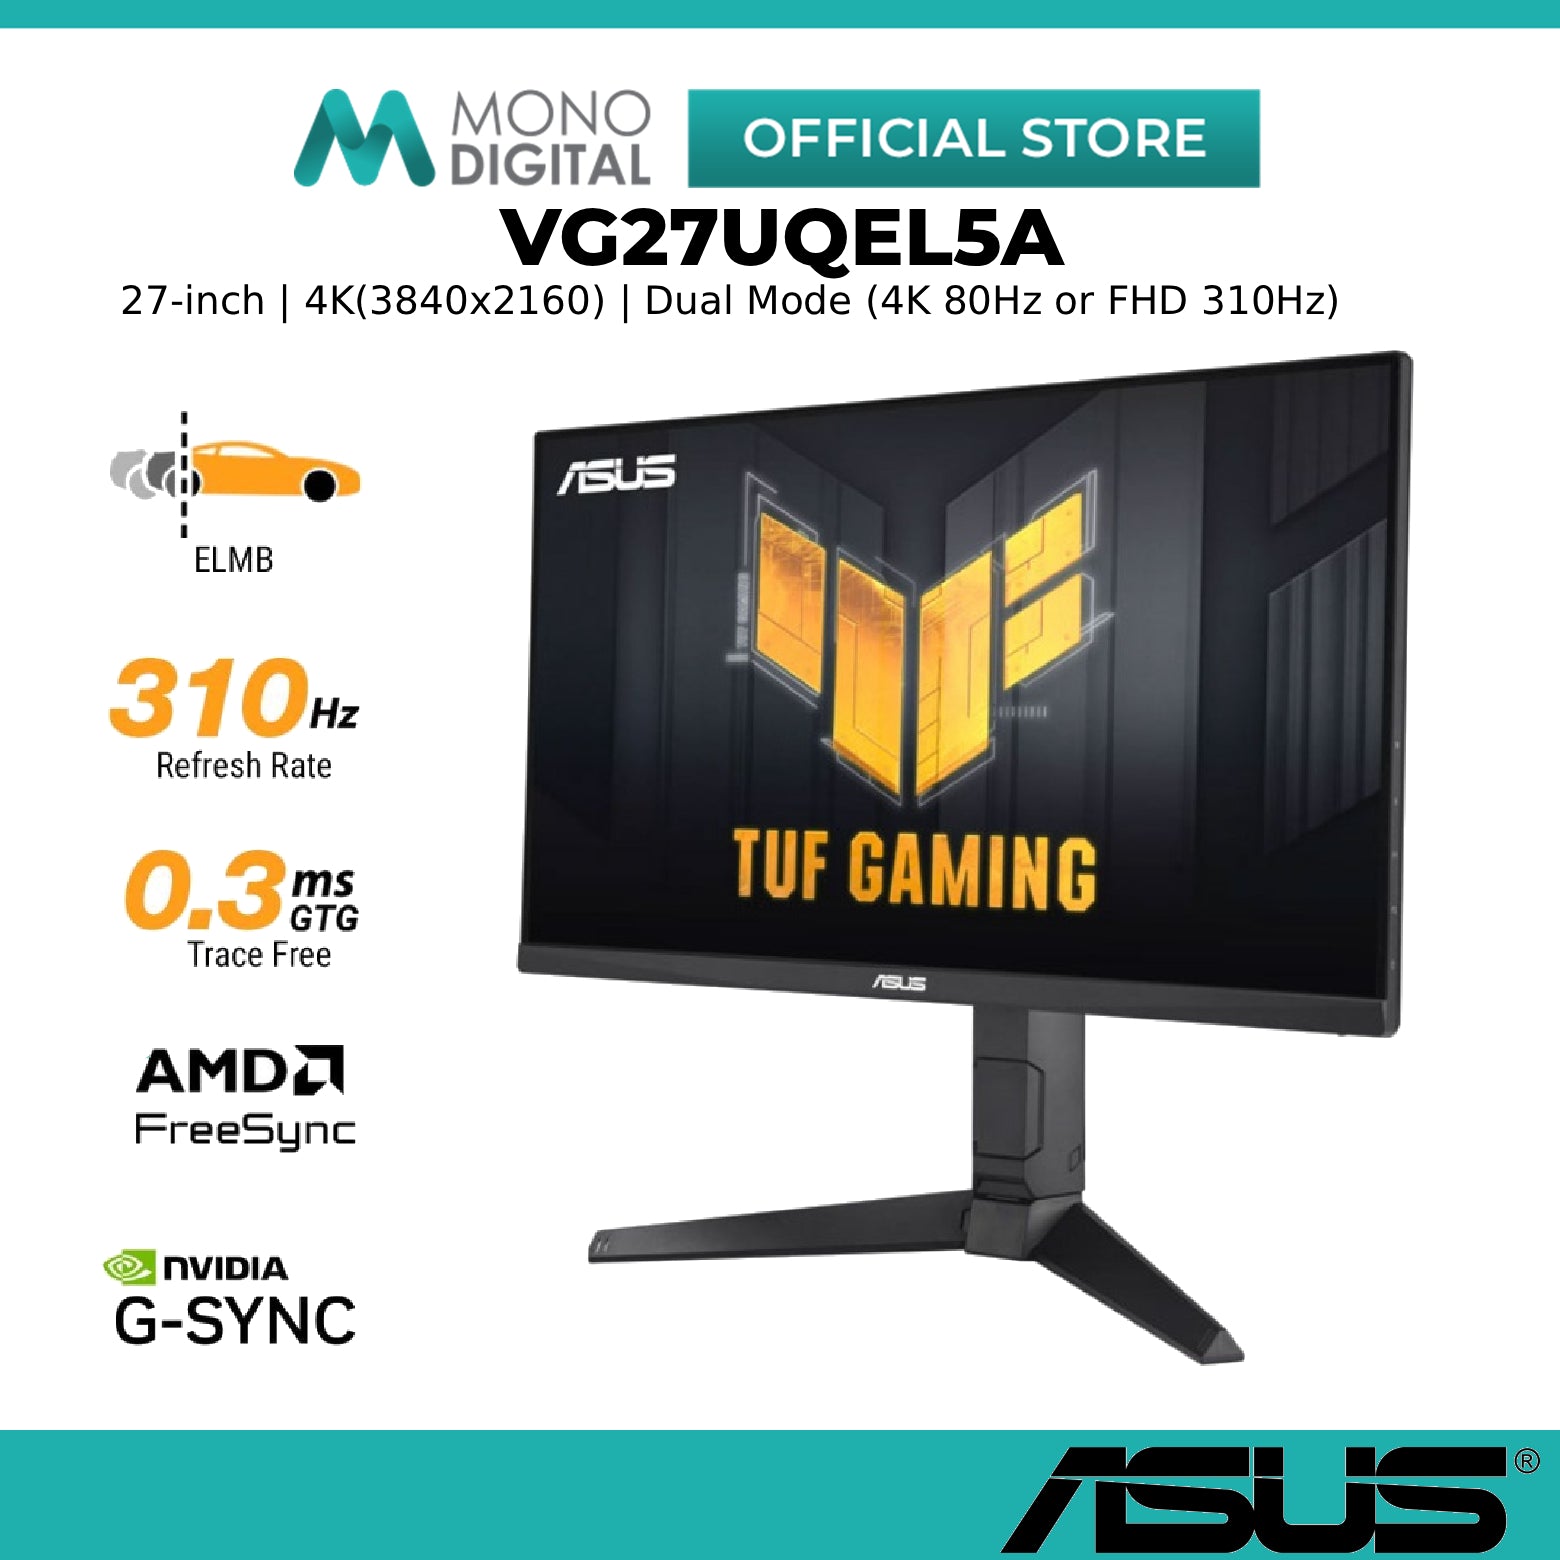 MONO
DIGITAL
OFFICIAL STORE
VG27UQEL5A
27-inch | 4K(3840x2160) | Dual Mode (4K 80Hz or FHD 310Hz)
ELMB
310Hz
Refresh Rate
0.3ms
GTG
Trace Free
AMD
FreeSync
NVIDIA
G-SYNC
ASUS
TUF GAMING
ASUS
ASUS®